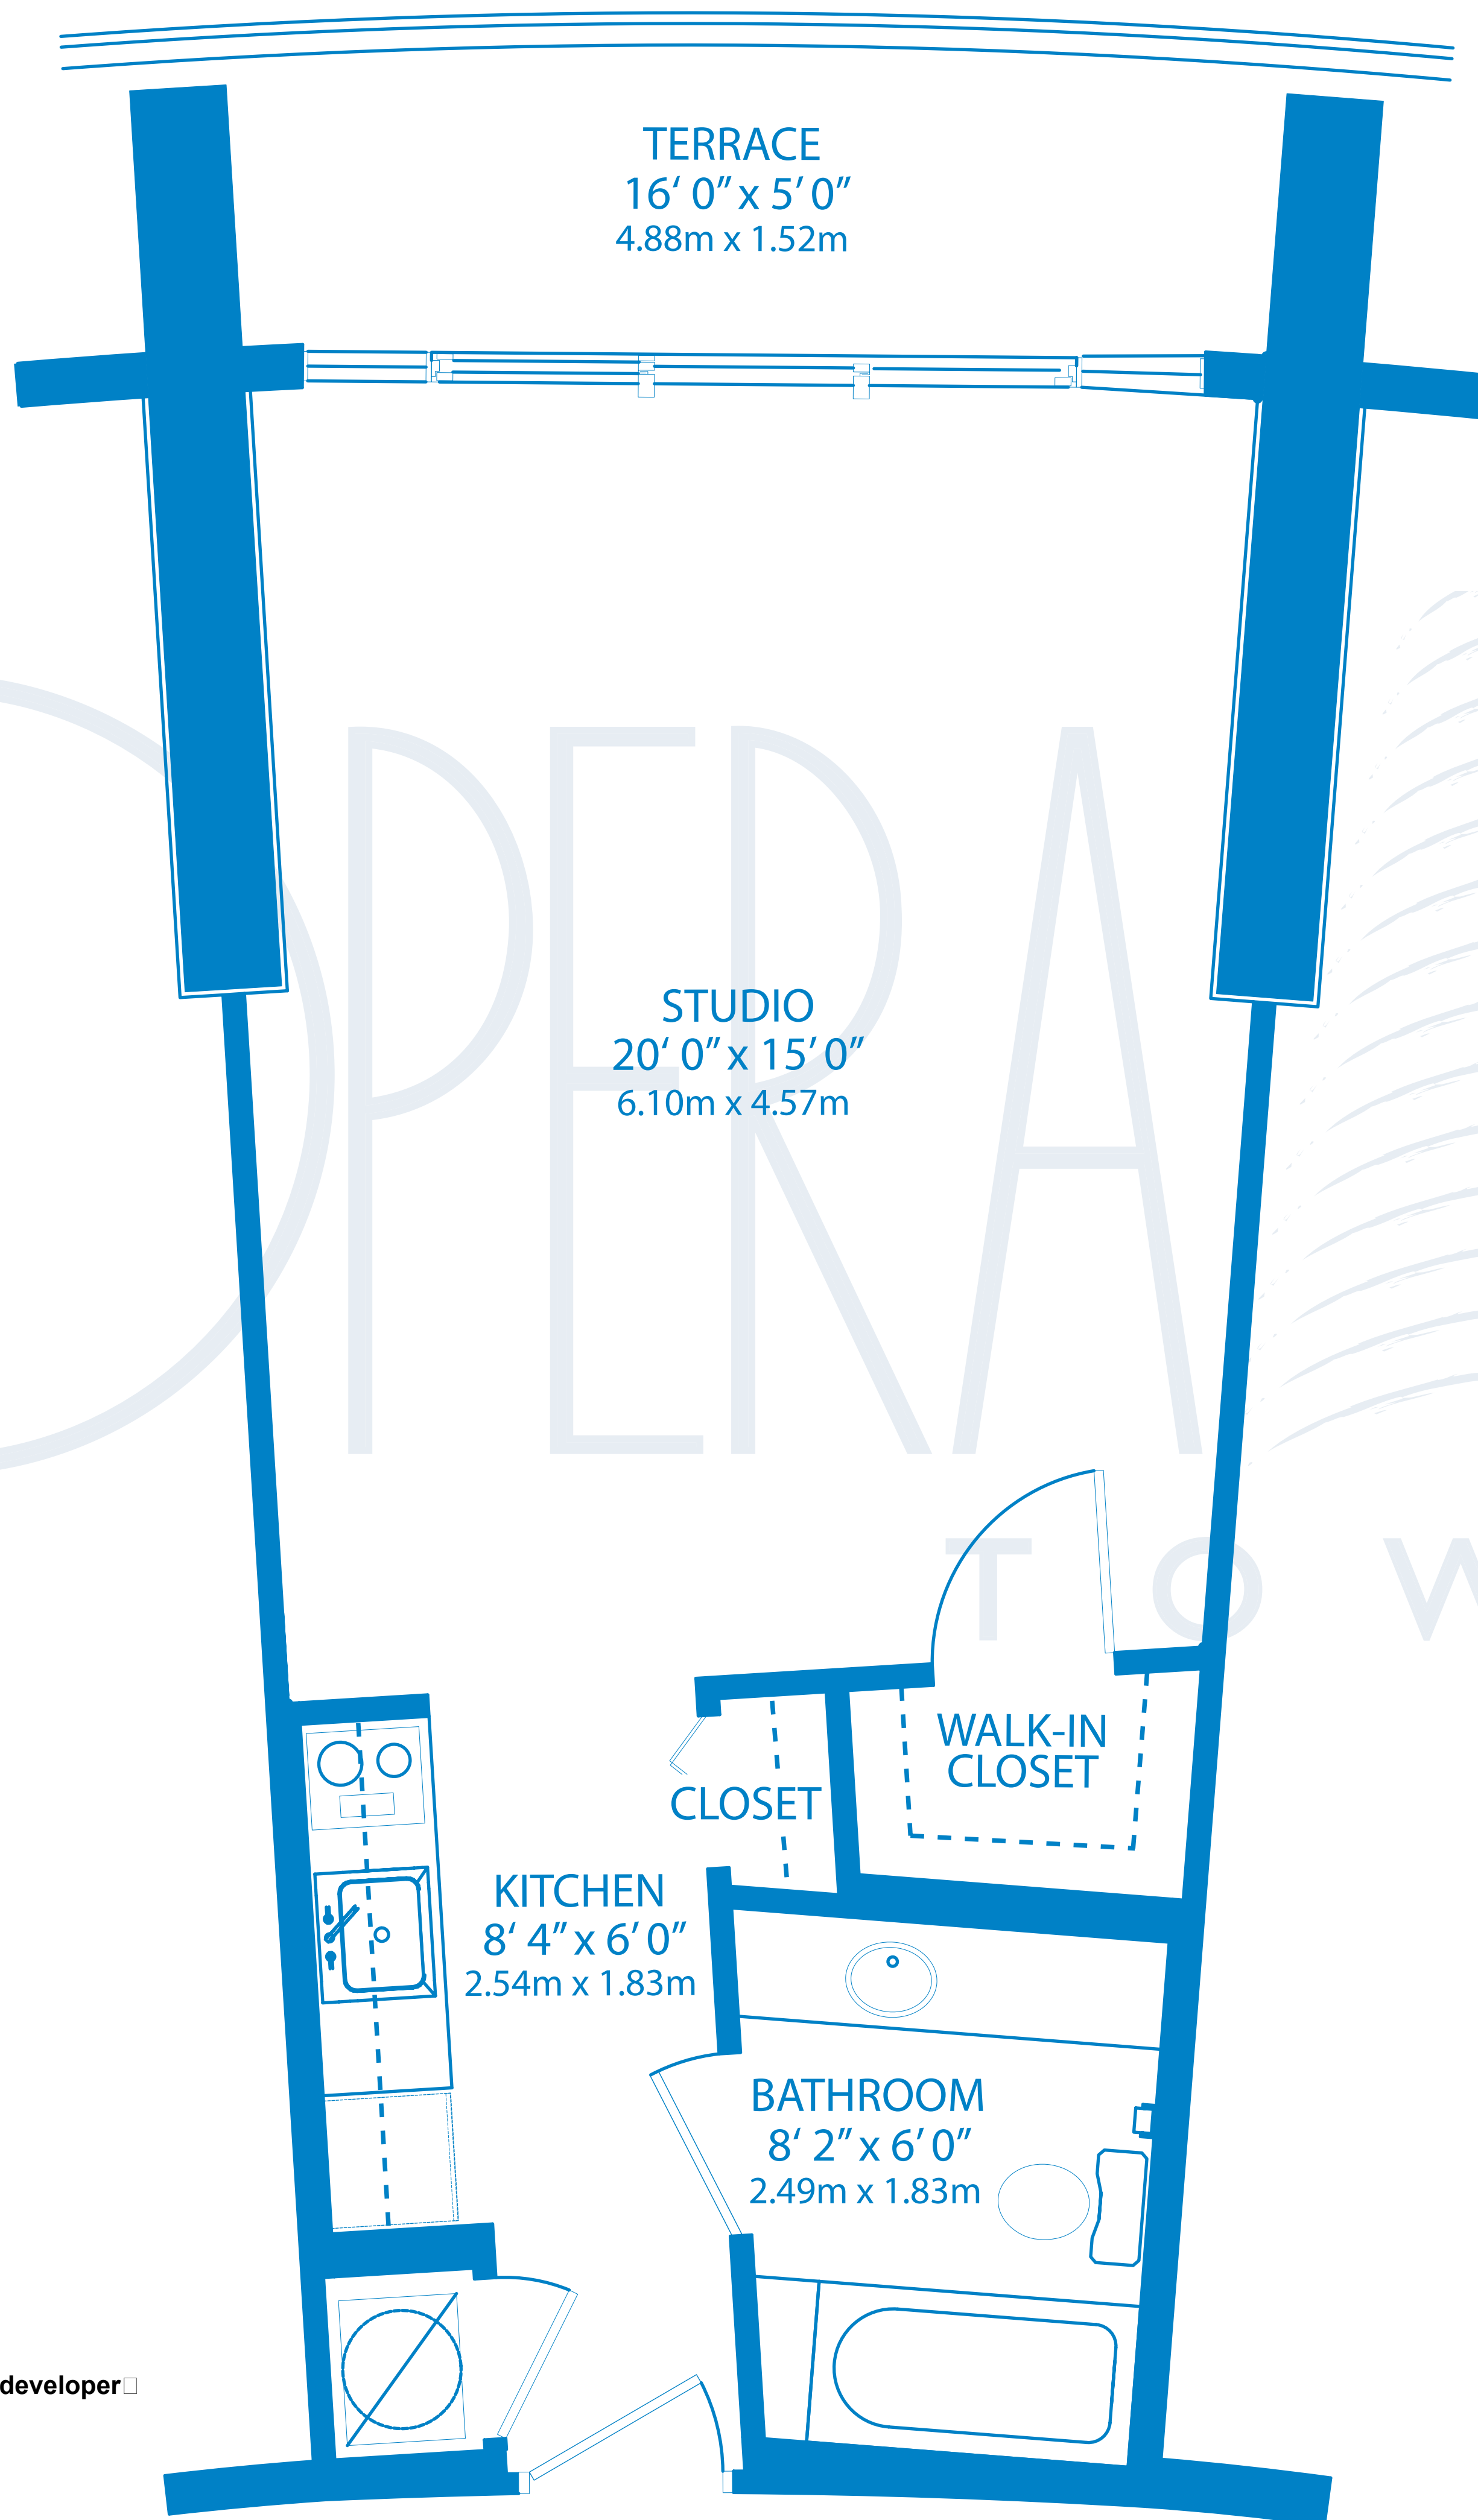 TERRACE
16' 0" x 5' 0"
4.88m x 1.52m
OPERA
STUDIO
20' 0" x 15' 0"
6.10m x 4.57m
T O W
WALK-IN
CLOSET
CLOSET
KITCHEN
8' 4" x 6' 0"
2.54m x 1.83m
BATHROOM
8' 2" x 6' 0"
2.49m x 1.83m
developer